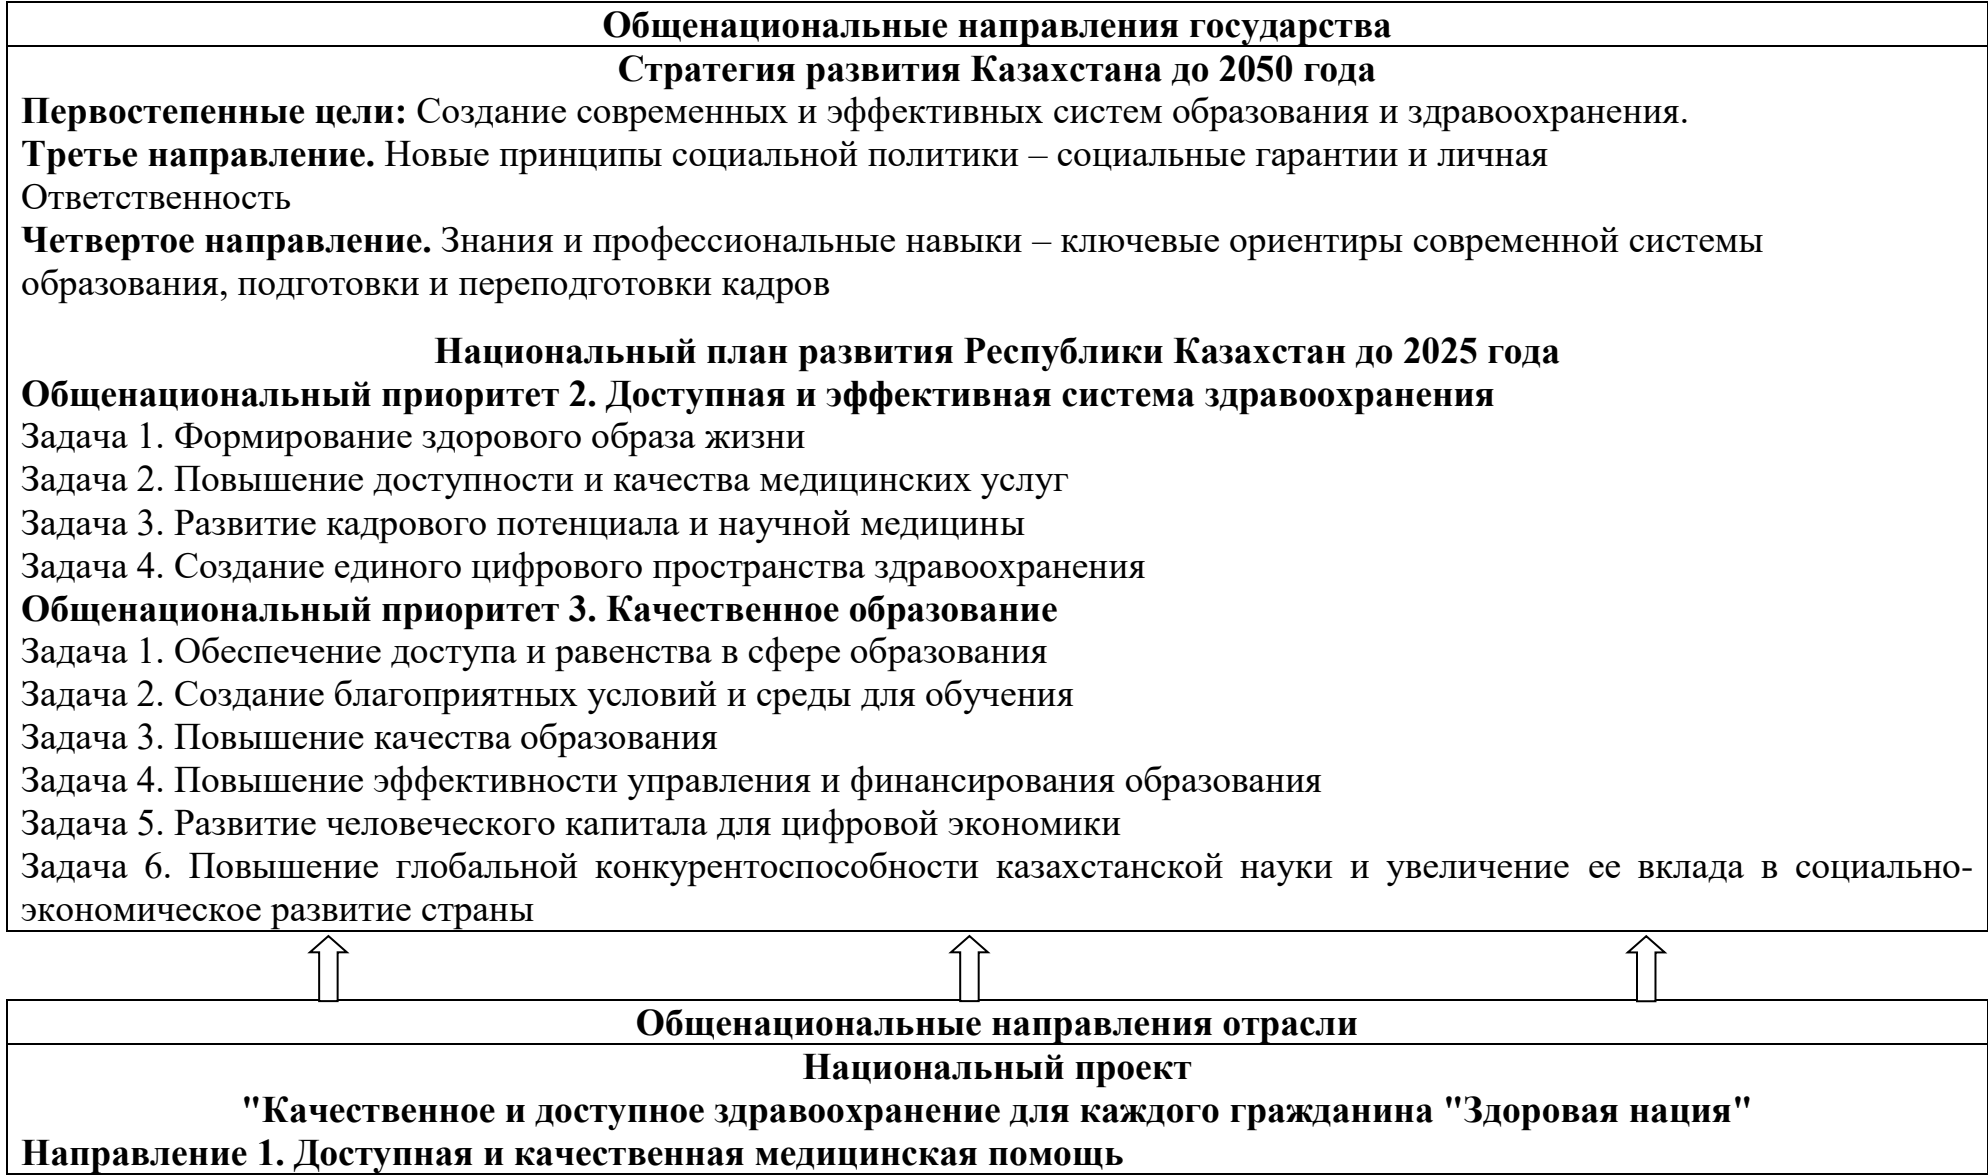 Общенациональные направления государства
Стратегия развития Казахстана до 2050 года
Первостепенные цели: Создание современных и эффективных систем образования и здравоохранения.
Третье направление. Новые принципы социальной политики – социальные гарантии и личная
Ответственность
Четвертое направление. Знания и профессиональные навыки – ключевые ориентиры современной системы
образования, подготовки и переподготовки кадров
Национальный план развития Республики Казахстан до 2025 года
Общенациональный приоритет 2. Доступная и эффективная система здравоохранения
Задача 1. Формирование здорового образа жизни
Задача 2. Повышение доступности и качества медицинских услуг
Задача 3. Развитие кадрового потенциала и научной медицины
Задача 4. Создание единого цифрового пространства здравоохранения
Общенациональный приоритет 3. Качественное образование
Задача 1. Обеспечение доступа и равенства в сфере образования
Задача 2. Создание благоприятных условий и среды для обучения
Задача 3. Повышение качества образования
Задача 4. Повышение эффективности управления и финансирования образования
Задача 5. Развитие человеческого капитала для цифровой экономики
Задача 6. Повышение глобальной конкурентоспособности казахстанской науки и увеличение ее вклада в социально-
экономическое развитие страны
Общенациональные направления отрасли
Национальный проект
"Качественное и доступное здравоохранение для каждого гражданина "Здоровая нация"
Направление 1. Доступная и качественная медицинская помощь